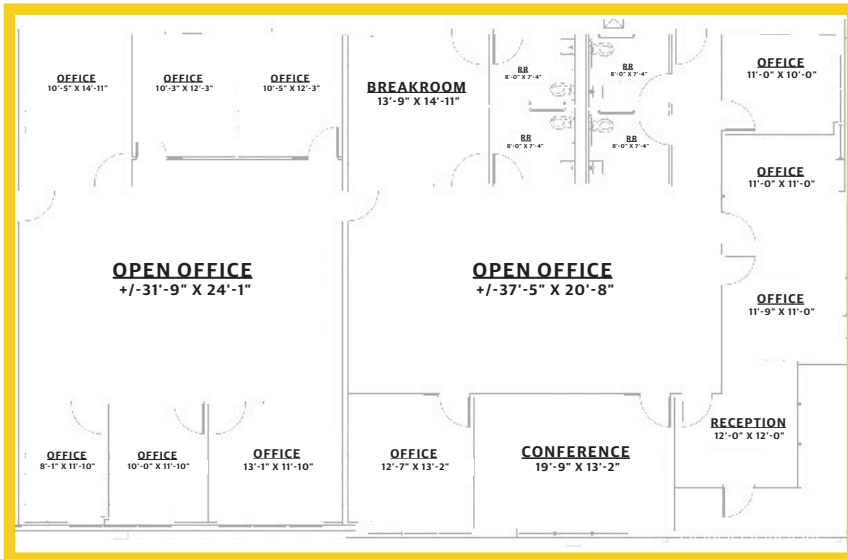 OFFICE
10'-5" X 14'-11"
OFFICE
10'-3" X 12'-3"
OFFICE
10'-5" X 12'-3"
BREAKROOM
13'-9" X 14'-11"
RR
8'-0" X 7'-4"
RR
8'-0" X 7'-4"
OFFICE
11'-0" X 10'-0"
RR
8'-0" X 7'-4"
RR
8'-0" X 7'-4"
OFFICE
11'-0" X 11'-0"
OPEN OFFICE
+/-31'-9" X 24'-1"
OPEN OFFICE
+/-37'-5" X 20'-8"
OFFICE
11'-9" X 11'-0"
OFFICE
8'-1" X 11'-10"
OFFICE
10'-0" X 11'-10"
OFFICE
13'-1" X 11'-10"
OFFICE
12'-7" X 13'-2"
CONFERENCE
19'-9" X 13'-2"
RECEPTION
12'-0" X 12'-0"